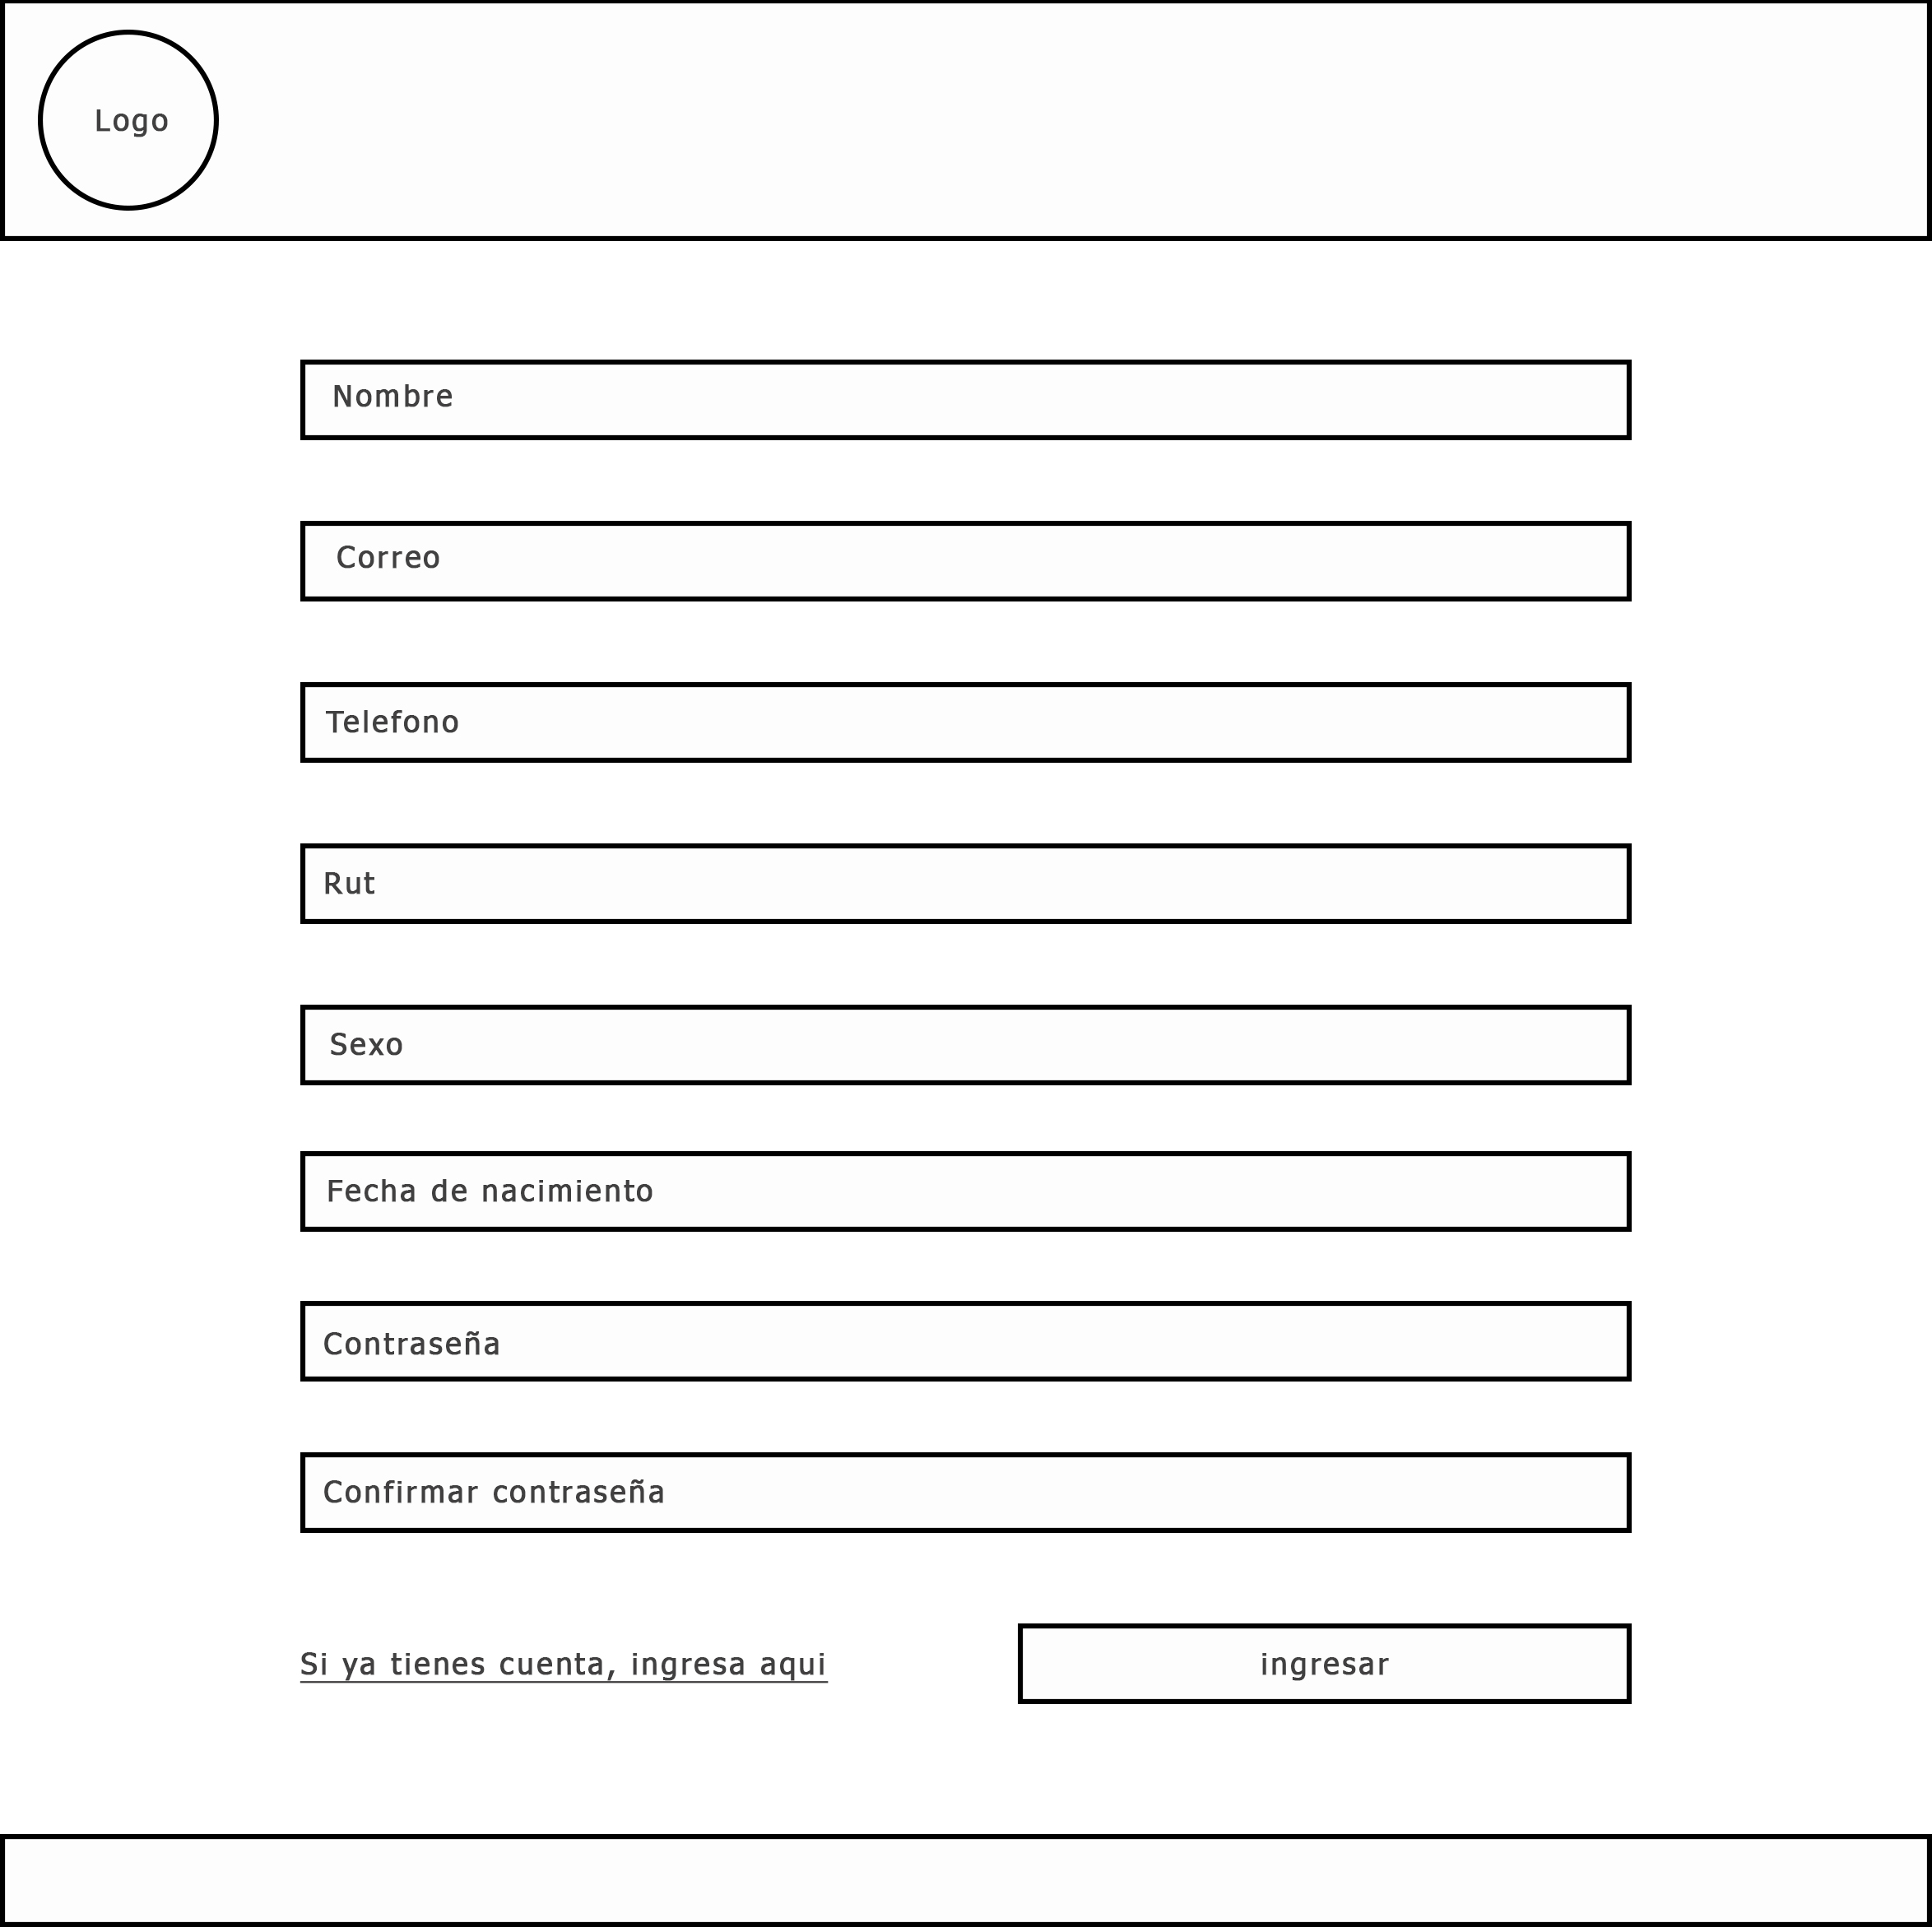 Logo
Nombre
Correo
Telefono
Rut
Sexo
Fecha de nacimiento
Contraseña
Confirmar contraseña
Si ya tienes cuenta, ingresa aqui
ingresar